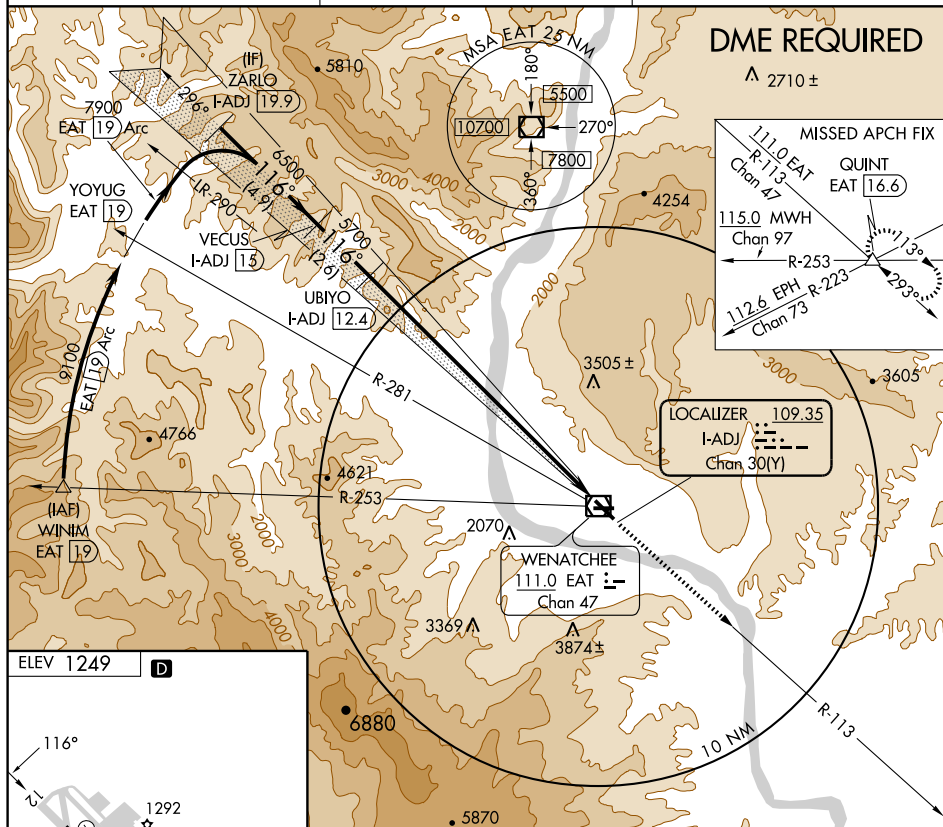 DME REQUIRED
2710 ±
MSA EAT 25 NM
180°
5500
10700
270°
7800
360°
(IF)
ZARLO
I-ADJ 19.9
5810
296°
7900
EAT 19 Arc
6500
3000
4000
2000
116°
(4.9)
LR-290
YOYUG
EAT 19
VECUS
I-ADJ 15
5700
116°
(2.6)
UBIYO
I-ADJ 12.4
4254
2000
MISSED APCH FIX
111.0 EAT
R-113
Chan 47
QUINT
EAT 16.6
115.0 MWH
Chan 97
R-253
113°
293°
112.6 EPH
R-223
Chan 73
3000
3605
3505 ±
9100
EAT 19 Arc
R-281
4766
4621
R-253
(IAF)
WINIM
EAT 19
2000
3000
4000
LOCALIZER 109.35
I-ADJ
Chan 30(Y)
2070
WENATCHEE
111.0 EAT
Chan 47
3369
3874 ±
6880
R-113
10 NM
5870
ELEV 1249 D
116°
12
1292